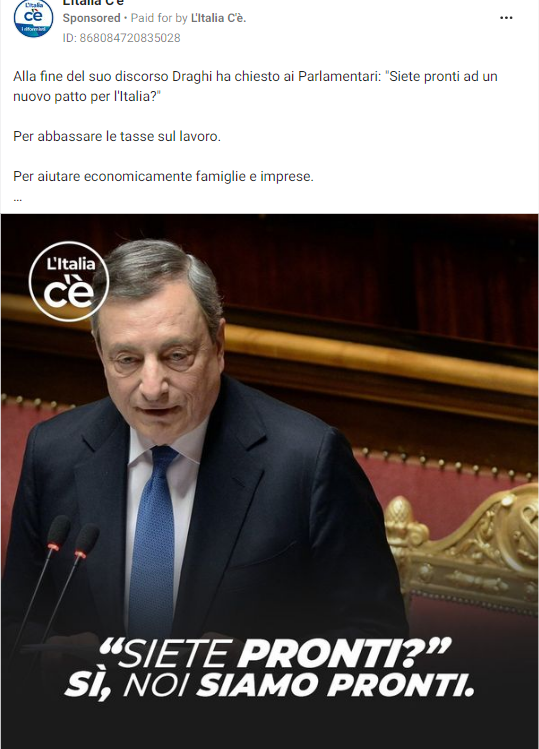 L'Italia C'è
Sponsored • Paid for by L'Italia C'è.
ID: 868084720835028
Alla fine del suo discorso Draghi ha chiesto ai Parlamentari: "Siete pronti ad un
nuovo patto per l'Italia?"
Per abbassare le tasse sul lavoro.
Per aiutare economicamente famiglie e imprese.
...
L'Italia
c'è
“SIETE PRONTI?”
SÌ, NOI SIAMO PRONTI.